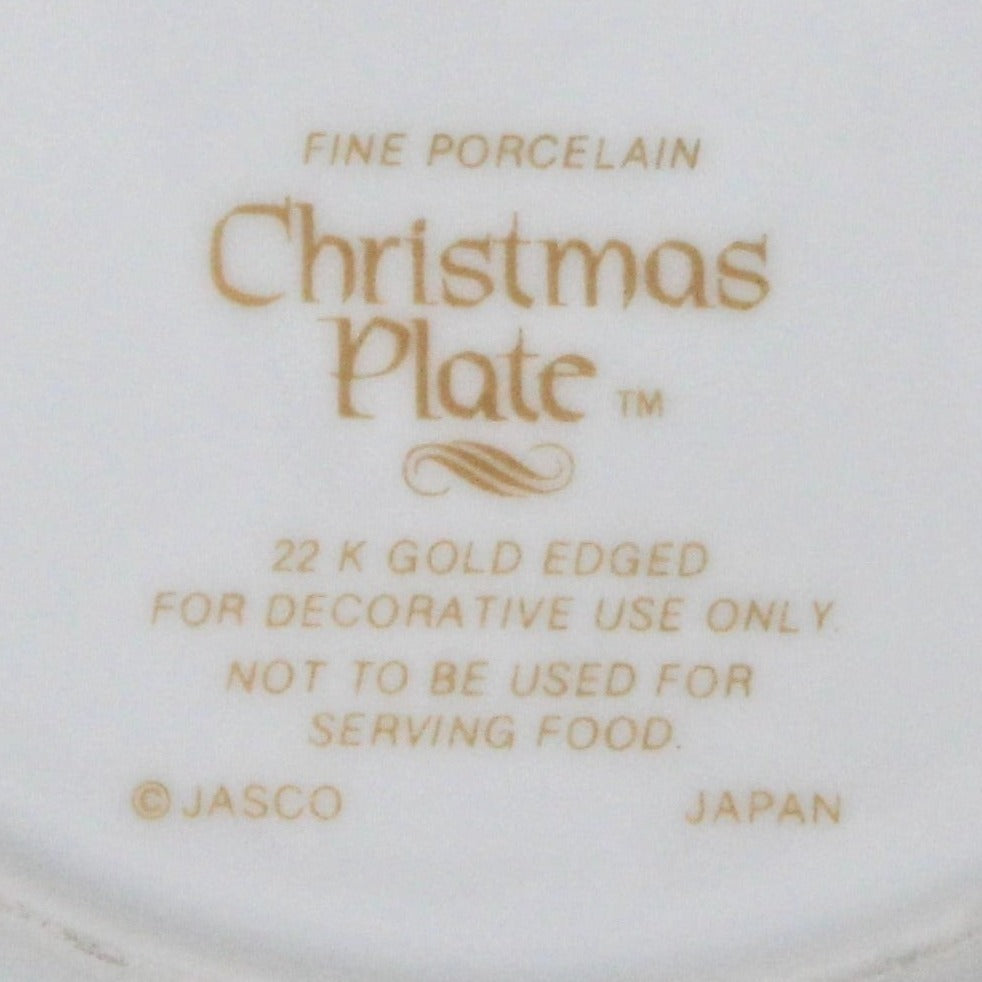 FINE PORCELAIN
Christmas
Plate ™
22 K GOLD EDGED
FOR DECORATIVE USE ONLY.
NOT TO BE USED FOR
SERVING FOOD.
© JASCO JAPAN